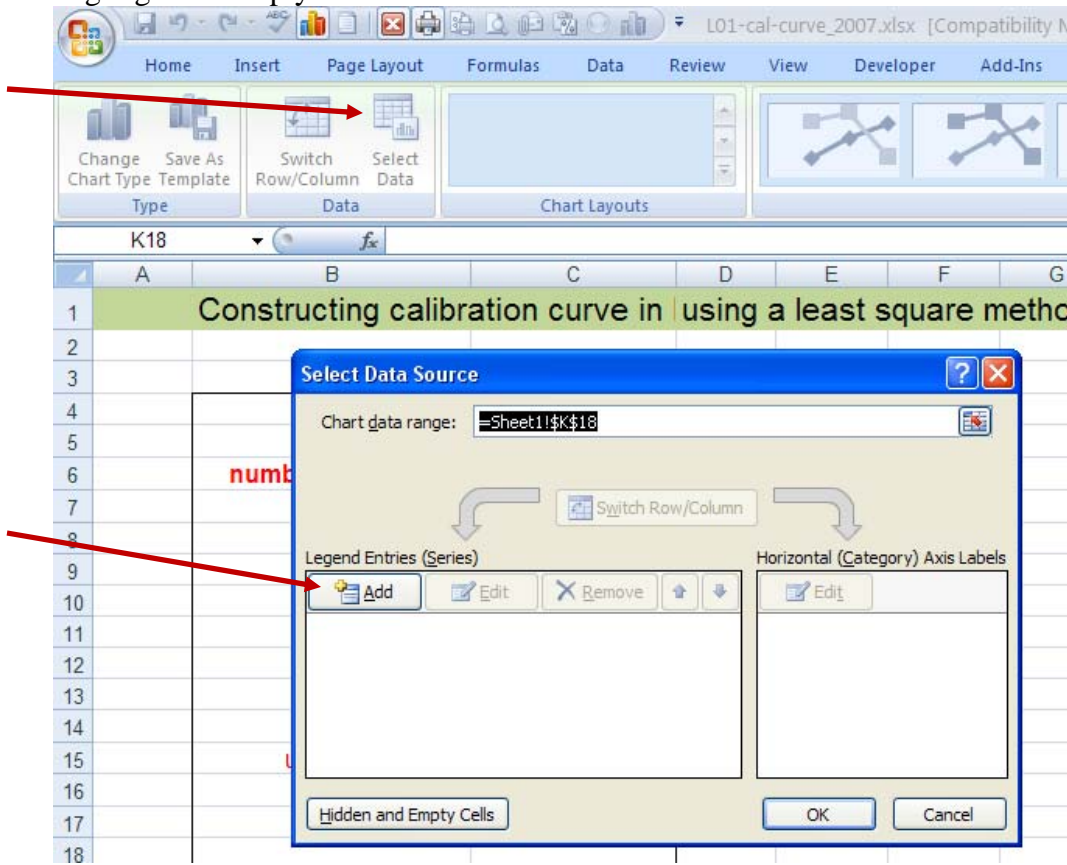 L01-cal-curve_2007.xlsx [Compatibility
Home Insert Page Layout Formulas Data Review View Developer Add-Ins
Change Chart Type
Save As Template
Switch Row/Column
Select Data
Type Data Chart Layouts
K18 fx
A B C D E F G
1 Constructing calibration curve in using a least square metho
2
3
4
5
6 numb
7
8
9
10
11
12
13
14
15
16
17
18
Select Data Source
Chart data range: =Sheet1!$K$18
Switch Row/Column
Legend Entries (Series) Horizontal (Category) Axis Labels
Add Edit Remove Edit
Hidden and Empty Cells OK Cancel